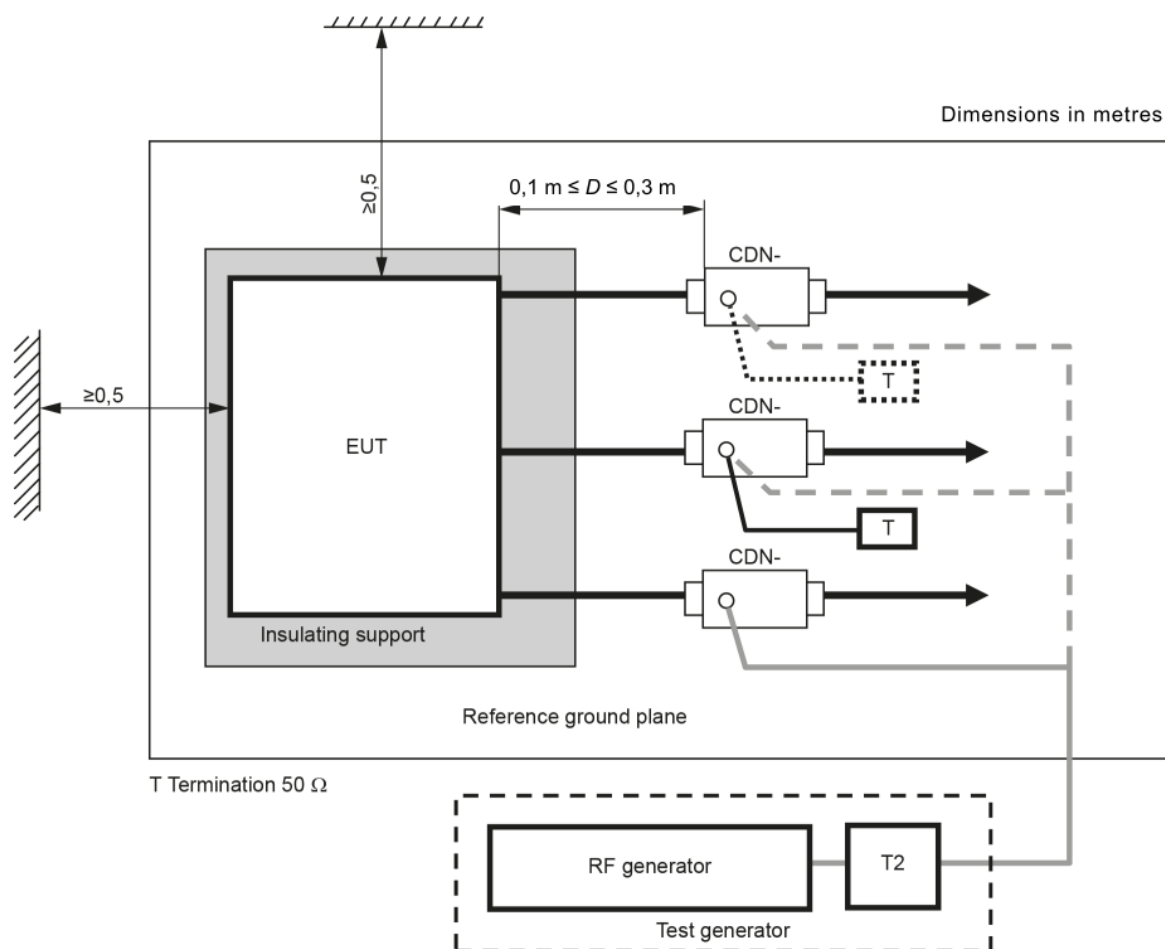 Dimensions in metres
≥0,5
0,1 m ≤ D ≤ 0,3 m
CDN-
T
≥0,5
CDN-
EUT
T
CDN-
Insulating support
Reference ground plane
T Termination 50 Ω
RF generator
T2
Test generator